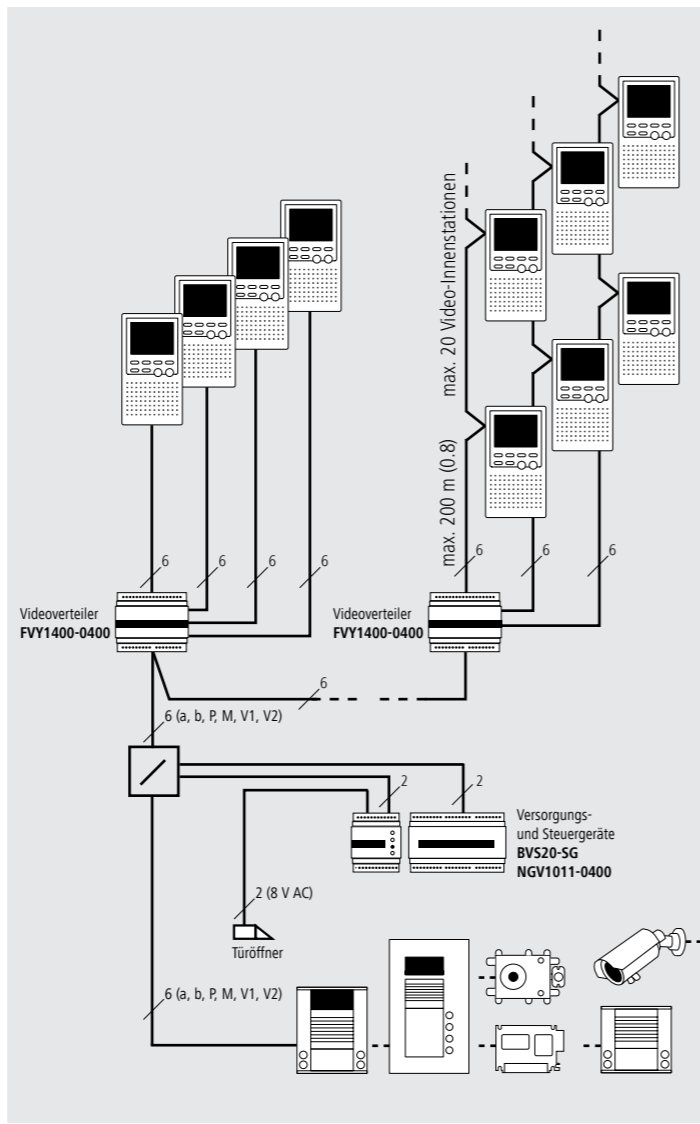 max. 20 Video-Innenstationen
max. 200 m (0.8)
6
6
6
6
6
6
6
Videoverteiler
FVY1400-0400
Videoverteiler
FVY1400-0400
6
6 (a, b, P, M, V1, V2)
2
2
Versorgungs-
und Steuergeräte
BVS20-SG
NGV1011-0400
2 (8 V AC)
Türöffner
6 (a, b, P, M, V1, V2)